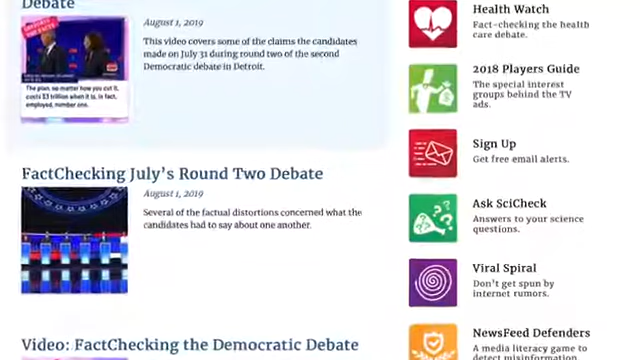 Debate
August 1, 2019
This video covers some of the claims the candidates
made on July 31 during round two of the second
Democratic debate in Detroit.
The plan, no matter how you cut it,
costs $3 trillion when it is, in fact,
employed, number one.
FactChecking July's Round Two Debate
August 1, 2019
Several of the factual distortions concerned what the
candidates had to say about one another.
Video: FactChecking the Democratic Debate
Health Watch
Fact-checking the health
care debate.
2018 Players Guide
The special interest
groups behind the TV
ads.
Sign Up
Get free email alerts.
Ask SciCheck
Answers to your science
questions.
Viral Spiral
Don't get spun by
internet rumors.
NewsFeed Defenders
A media literacy game to
detect misinformation.